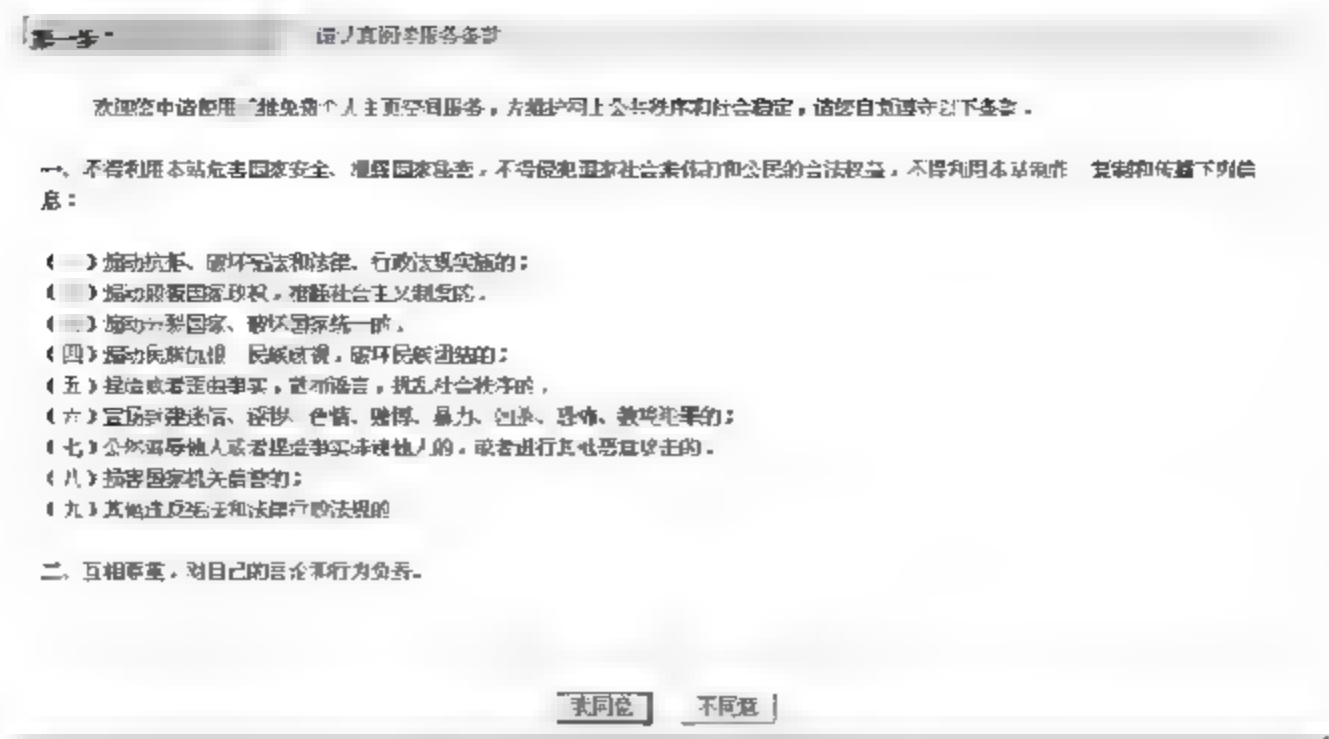 第一步 请认真阅读服务条款
欢迎您申请使用 维免费个人主页空间服务，为维护网上公共秩序和社会稳定，请您自觉遵守以下条款。
一、不得利用本站危害国家安全、泄露国家秘密，不得侵犯国家社会集体的和公民的合法权益，不得利用本站制作 复制和传播下列信
息：
（一）煽动抗拒、破坏宪法和法律、行政法规实施的；
（ ）煽动颠覆国家政权，推翻社会主义制度的。
（ ）煽动分裂国家、破坏国家统一的。
（四）煽动民族仇恨 民族歧视，破坏民族团结的；
（五）捏造或者歪曲事实，散布谣言，扰乱社会秩序的。
（六）宣扬封建迷信、淫秽 色情、赌博、暴力、凶杀、恐怖、教唆犯罪的；
（七）公然侮辱他人或者捏造事实诽谤他人的，或者进行其他恶意攻击的。
（八）损害国家机关信誉的；
（九）其他违反宪法和法律行政法规的
二、互相尊重，对自己的言论和行为负责。
我同意 不同意